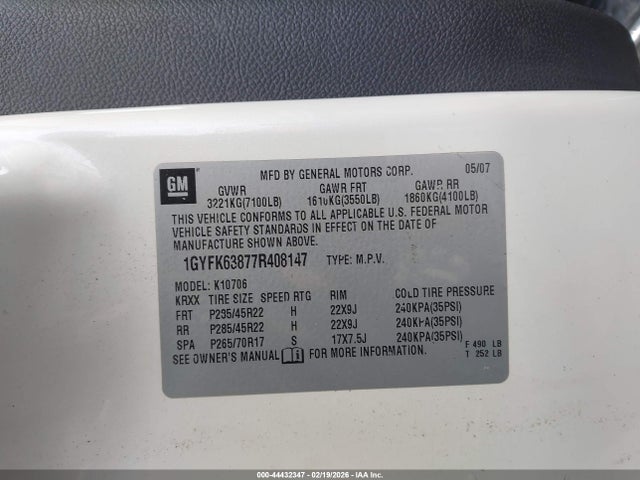 GM
MFD BY GENERAL MOTORS CORP. 05/07
GVWR GAWR FRT GAWR RR
3221KG(7100LB) 1610KG(3550LB) 1860KG(4100LB)
THIS VEHICLE CONFORMS TO ALL APPLICABLE U.S. FEDERAL MOTOR
VEHICLE SAFETY STANDARDS IN EFFECT ON THE DATE OF
MANUFACTURE SHOWN ABOVE.
1GYFK63877R408147 TYPE: M.P.V.
MODEL: K10706
KRXX TIRE SIZE SPEED RTG RIM COLD TIRE PRESSURE
FRT P235/45R22 H 22X9J 240KPA(35PSI)
RR P285/45R22 H 22X9J 240KPA(35PSI)
SPA P265/70R17 S 17X7.5J 240KPA(35PSI)
SEE OWNER'S MANUAL FOR MORE INFORMATION.
F 490 LB
T 252 LB
000-44432347 - 02/19/2026 - IAA Inc.